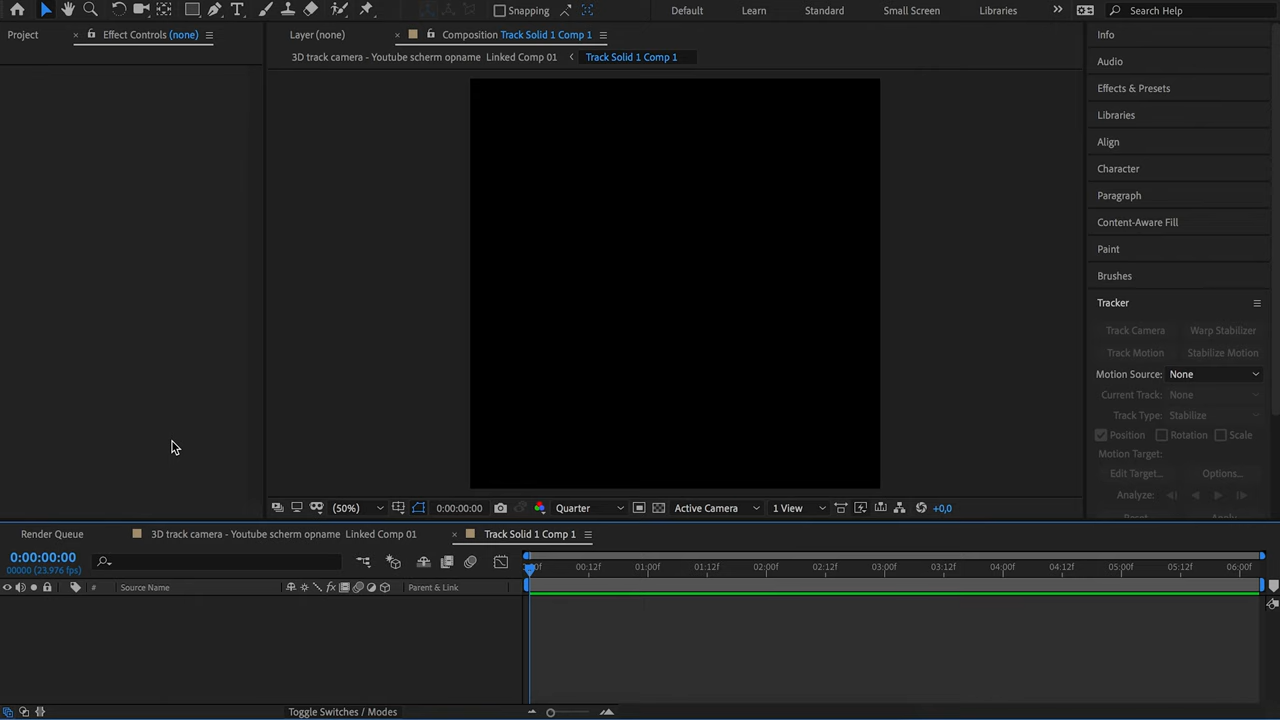 Snapping
Default
Learn
Standard
Small Screen
Libraries
Search Help
Project
Effect Controls (none)
Layer (none)
Composition Track Solid 1 Comp 1
3D track camera - Youtube scherm opname Linked Comp 01
Track Solid 1 Comp 1
Info
Audio
Effects & Presets
Libraries
Align
Character
Paragraph
Content-Aware Fill
Paint
Brushes
Tracker
Track Camera
Warp Stabilizer
Track Motion
Stabilize Motion
Motion Source: None
Current Track: None
Track Type: Stabilize
Position
Rotation
Scale
Motion Target:
Edit Target...
Options...
Analyze:
(50%)
0:00:00:00
Quarter
Active Camera
1 View
+0,0
Render Queue
3D track camera - Youtube scherm opname Linked Comp 01
Track Solid 1 Comp 1
0:00:00:00
00000 (23.976 fps)
00:12f
01:00f
01:12f
02:00f
02:12f
03:00f
03:12f
04:00f
04:12f
05:00f
05:12f
06:00f
#
Source Name
fx
Parent & Link
Toggle Switches / Modes